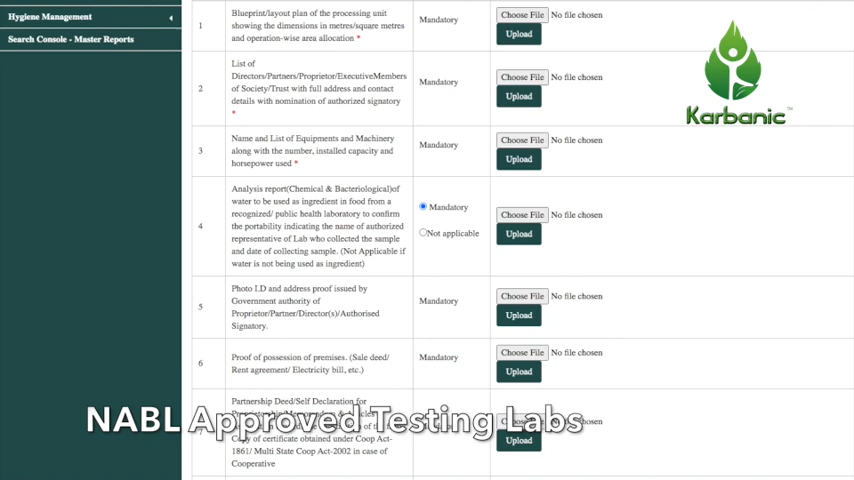 Hygiene Management
Search Console - Master Reports
1
Blueprint/layout plan of the processing unit
showing the dimensions in metres/square metres
and operation-wise area allocation *
Mandatory
Choose File No file chosen
Upload
2
List of
Directors/Partners/Proprietor/ExecutiveMembers
of Society/Trust with full address and contact
details with nomination of authorized signatory
*
Mandatory
Choose File No file chosen
Upload
3
Name and List of Equipments and Machinery
along with the number, installed capacity and
horsepower used *
Mandatory
Choose File No file chosen
Upload
4
Analysis report(Chemical & Bacteriological)of
water to be used as ingredient in food from a
recognized/ public health laboratory to confirm
the portability indicating the name of authorized
representative of Lab who collected the sample
and date of collecting sample. (Not Applicable if
water is not being used as ingredient)
Mandatory
Not applicable
Choose File No file chosen
Upload
5
Photo I.D and address proof issued by
Government authority of
Proprietor/Partner/Director(s)/Authorised
Signatory.
Mandatory
Choose File No file chosen
Upload
6
Proof of possession of premises. (Sale deed/
Rent agreement/ Electricity bill, etc.)
Mandatory
Choose File No file chosen
Upload
Partnership Deed/Self Declaration for
Copy of certificate obtained under Coop Act-
1861/ Multi State Coop Act-2002 in case of
Cooperative
Upload
Karbanic™
NABL Approved Testing Labs